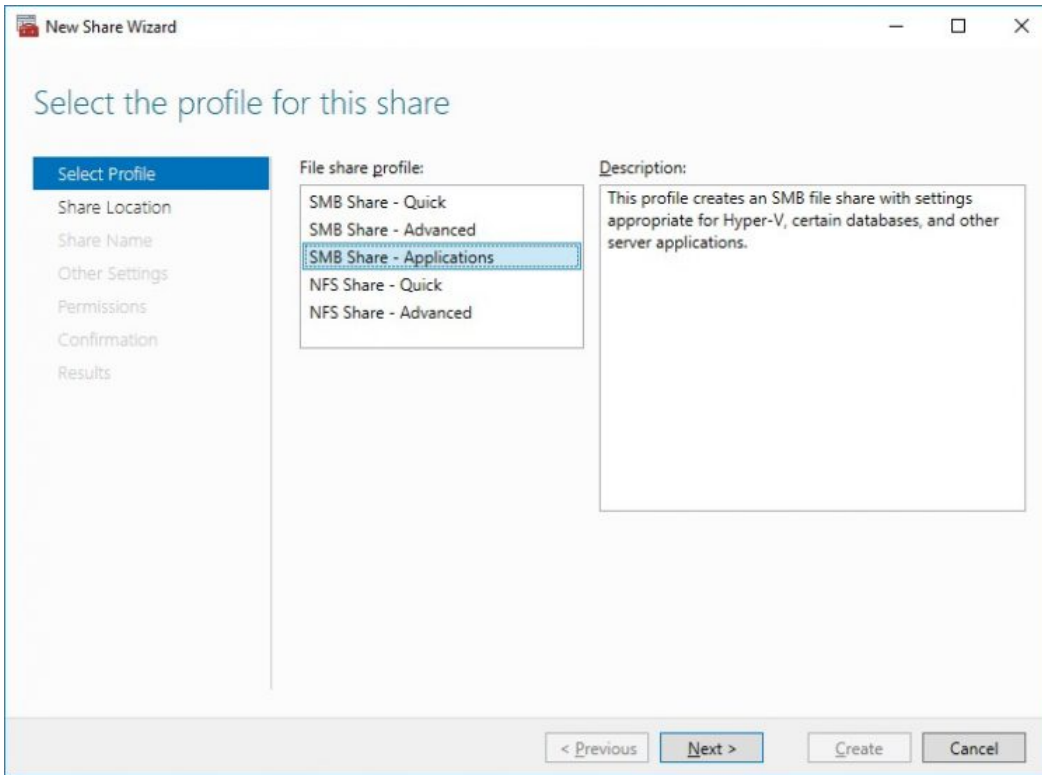 New Share Wizard
Select the profile for this share
Select Profile
Share Location
Share Name
Other Settings
Permissions
Confirmation
Results
File share profile:
SMB Share - Quick
SMB Share - Advanced
SMB Share - Applications
NFS Share - Quick
NFS Share - Advanced
Description:
This profile creates an SMB file share with settings
appropriate for Hyper-V, certain databases, and other
server applications.
< Previous
Next >
Create
Cancel